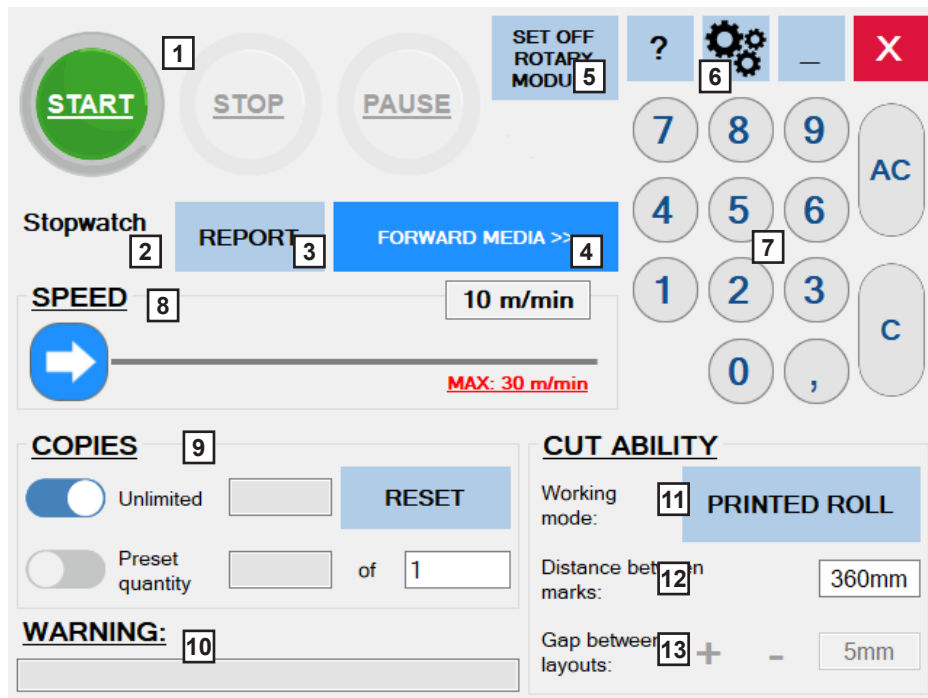 START
STOP
PAUSE
1
SET OFF
ROTARY
MODU
5
?
6
_
X
7
8
9
AC
4
5
6
7
1
2
3
C
0
,
Stopwatch
2
REPORT
3
FORWARD MEDIA >>
4
SPEED
8
10 m/min
MAX: 30 m/min
COPIES
9
Unlimited
RESET
Preset
quantity
of
1
WARNING:
10
CUT ABILITY
Working
mode:
11
PRINTED ROLL
Distance between
marks:
12
360mm
Gap between
layouts:
13
+
-
5mm